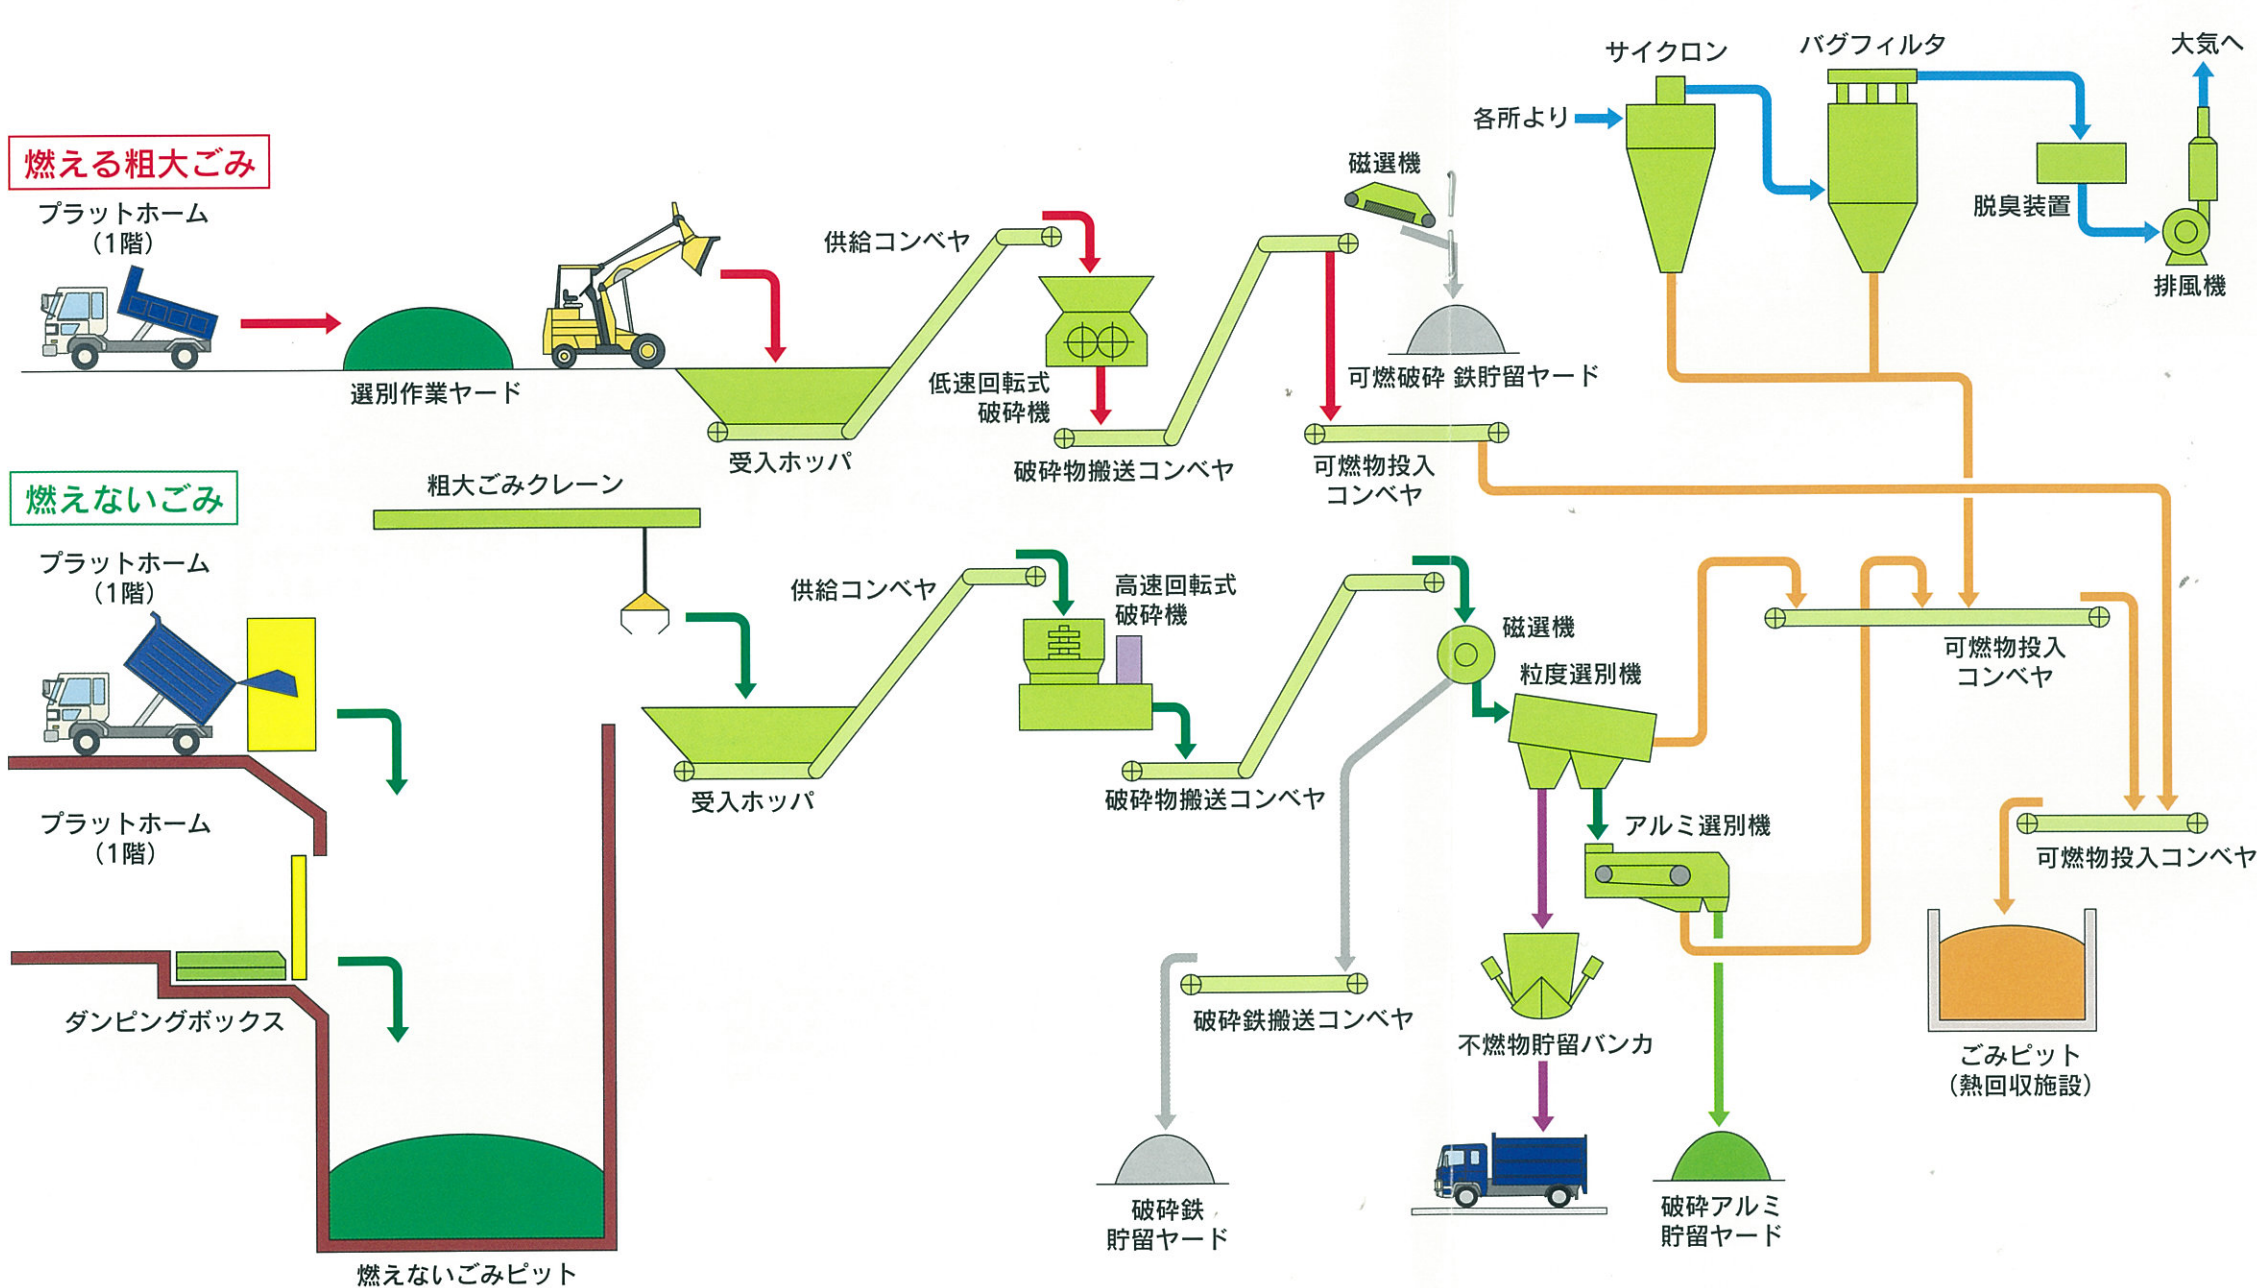 燃える粗大ごみ
プラットホーム
（1階）
選別作業ヤード
受入ホッパ
供給コンベヤ
低速回転式
破砕機
破砕物搬送コンベヤ
磁選機
可燃破砕 鉄貯留ヤード
可燃物投入
コンベヤ
各所より
サイクロン
バグフィルタ
大気へ
脱臭装置
排風機
燃えないごみ
プラットホーム
（1階）
粗大ごみクレーン
プラットホーム
（1階）
ダンピングボックス
燃えないごみピット
受入ホッパ
供給コンベヤ
高速回転式
破砕機
破砕物搬送コンベヤ
磁選機
粒度選別機
アルミ選別機
可燃物投入
コンベヤ
可燃物投入コンベヤ
破砕鉄搬送コンベヤ
不燃物貯留バンカ
ごみピット
（熱回収施設）
破砕鉄
貯留ヤード
破砕アルミ
貯留ヤード